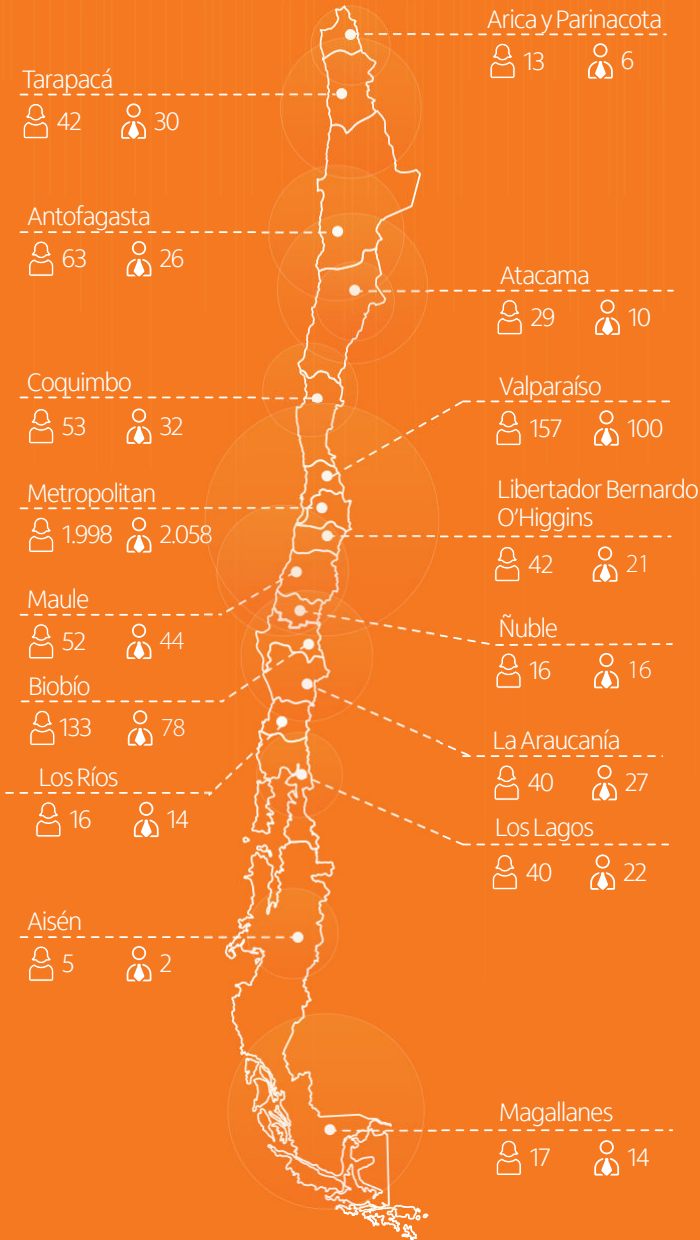 Arica y Parinacota
13 6
Tarapacá
42 30
Antofagasta
63 26
Atacama
29 10
Coquimbo
53 32
Valparaíso
157 100
Metropolitan
1.998 2.058
Libertador Bernardo
O'Higgins
42 21
Maule
52 44
Ñuble
16 16
Biobío
133 78
La Araucanía
40 27
Los Ríos
16 14
Los Lagos
40 22
Aisén
5 2
Magallanes
17 14